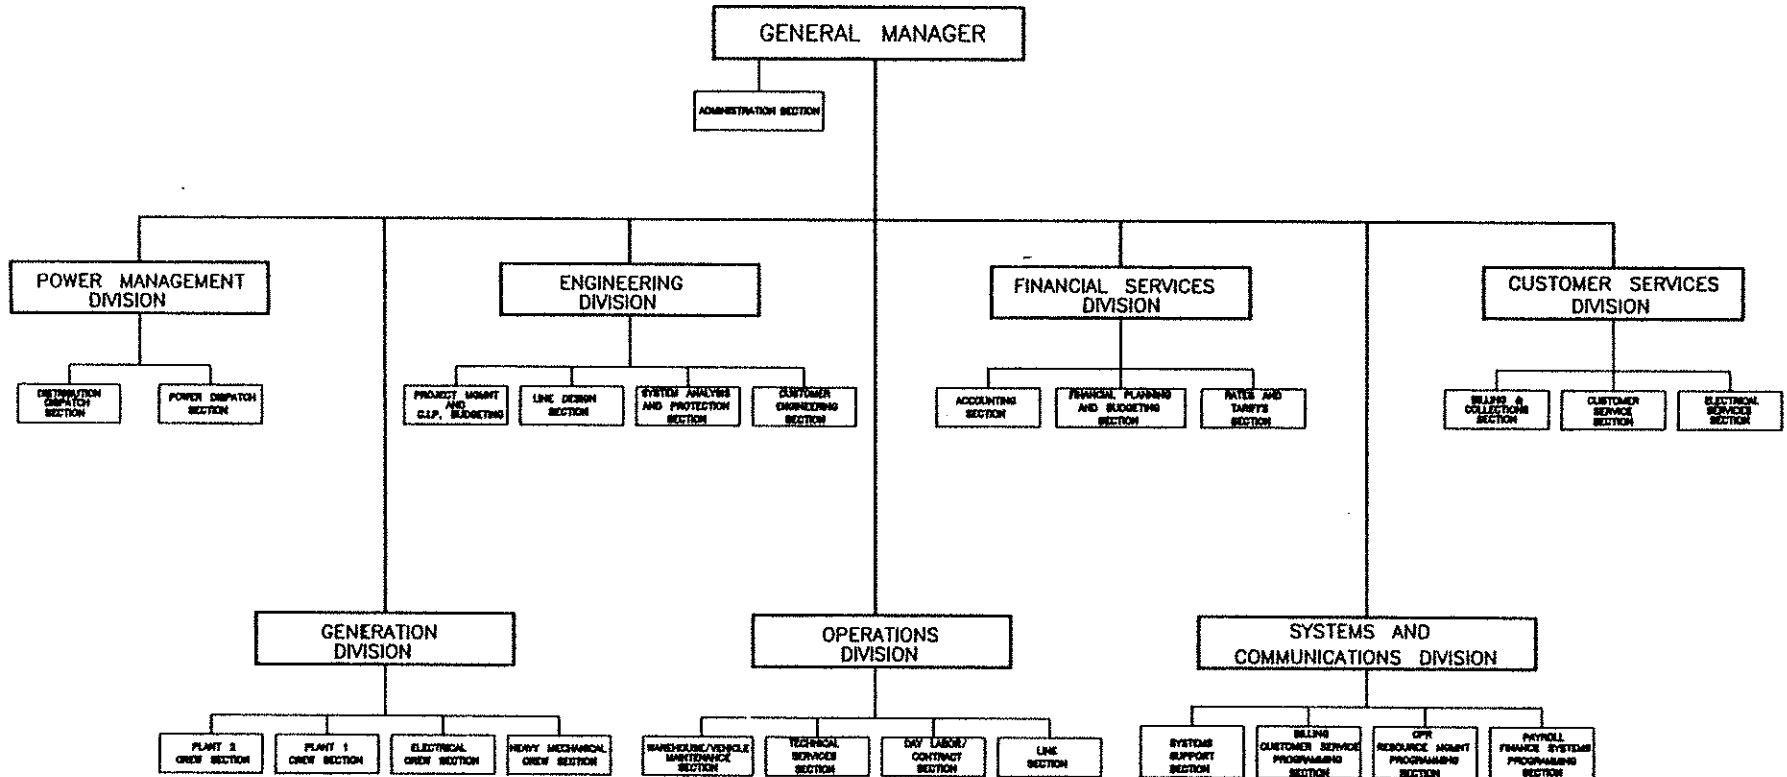 GENERAL MANAGER
ADMINISTRATION SECTION
POWER MANAGEMENT
DIVISION
DISTRIBUTION
DISPATCH
SECTION
POWER DISPATCH
SECTION
ENGINEERING
DIVISION
PROJECT MGMNT
AND
C.I.P. BUDGETING
LINE DESIGN
SECTION
SYSTEM ANALYSIS
AND PROTECTION
SECTION
CUSTOMER
ENGINEERING
SECTION
FINANCIAL SERVICES
DIVISION
ACCOUNTING
SECTION
FINANCIAL PLANNING
AND BUDGETING
SECTION
RATES AND
TARIFFS
SECTION
CUSTOMER SERVICES
DIVISION
BILLING &
COLLECTIONS
SECTION
CUSTOMER
SERVICE
SECTION
ELECTRICAL
SERVICES
SECTION
GENERATION
DIVISION
PLANT 2
CREW SECTION
PLANT 1
CREW SECTION
ELECTRICAL
CREW SECTION
HEAVY MECHANICAL
CREW SECTION
OPERATIONS
DIVISION
WAREHOUSE/VEHICLE
MAINTENANCE
SECTION
TECHNICAL
SERVICES
SECTION
DAY LABOR/
CONTRACT
SECTION
LINE
SECTION
SYSTEMS AND
COMMUNICATIONS DIVISION
SYSTEMS
SUPPORT
SECTION
BILLING
CUSTOMER SERVICE
PROGRAMMING
SECTION
OPR
RESOURCE MGMNT
PROGRAMMING
SECTION
PAYROLL
FINANCE SYSTEMS
PROGRAMMING
SECTION